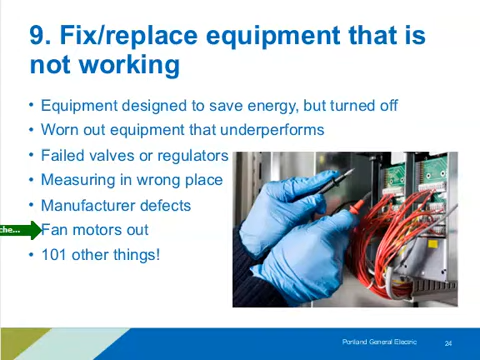 9. Fix/replace equipment that is
not working
• Equipment designed to save energy, but turned off
• Worn out equipment that underperforms
• Failed valves or regulators
• Measuring in wrong place
• Manufacturer defects
che...
Fan motors out
• 101 other things!
Portland General Electric
24